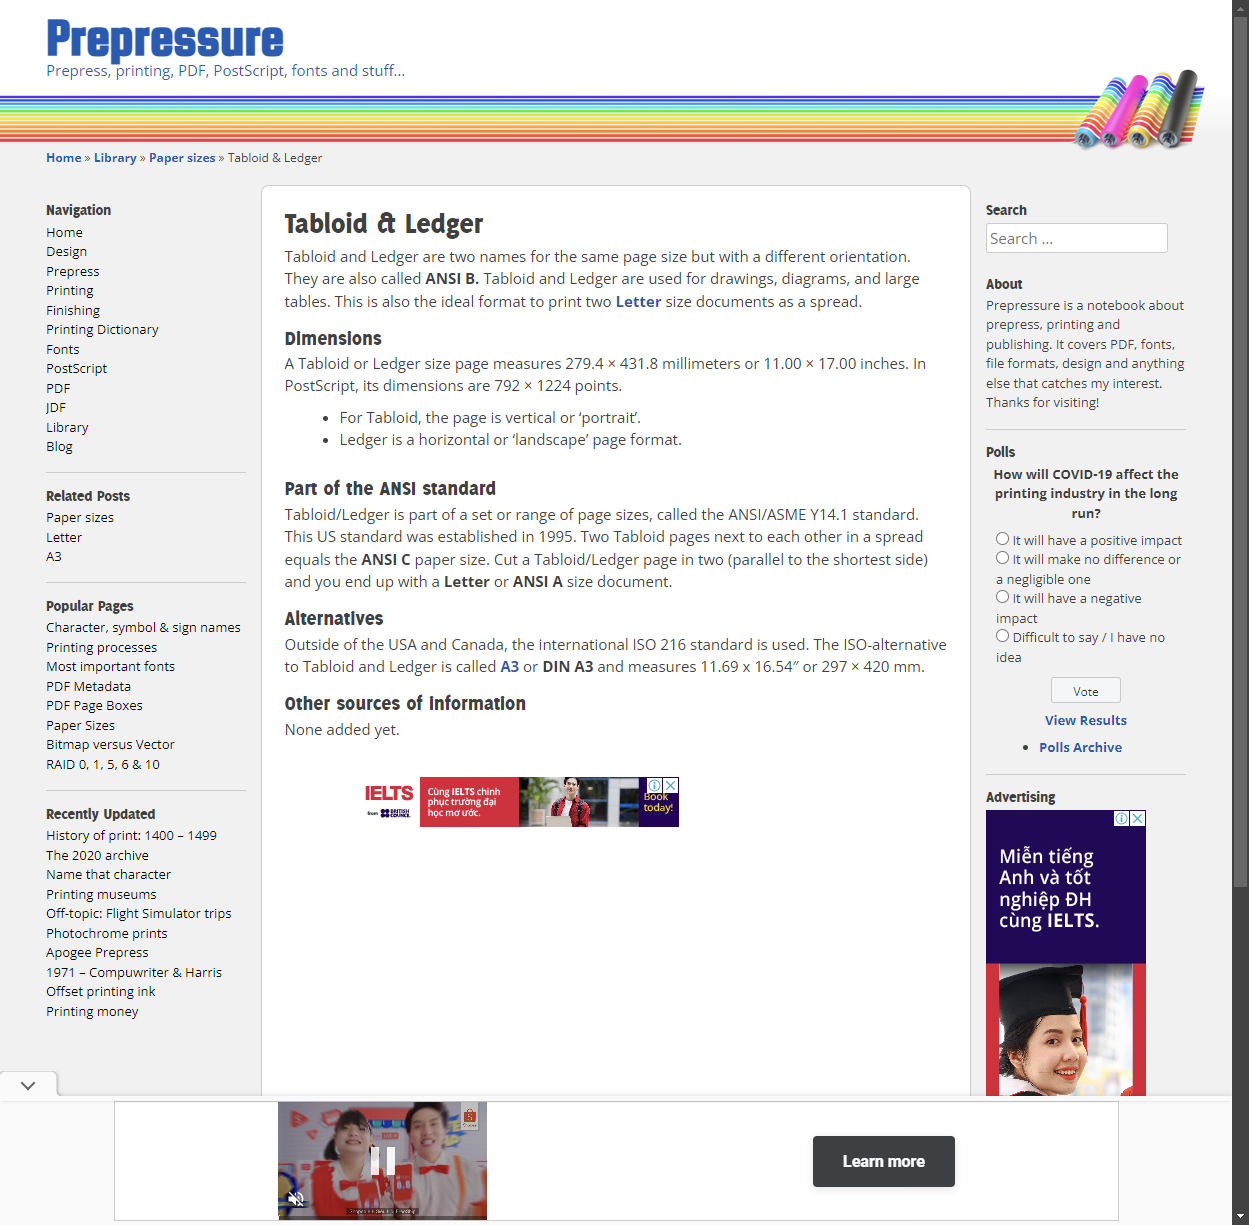 Prepressure
Prepress, printing, PDF, PostScript, fonts and stuff...
Home » Library » Paper sizes » Tabloid & Ledger
Navigation
Home
Design
Prepress
Printing
Finishing
Printing Dictionary
Fonts
PostScript
PDF
JDF
Library
Blog
Related Posts
Paper sizes
Letter
A3
Popular Pages
Character, symbol & sign names
Printing processes
Most important fonts
PDF Metadata
PDF Page Boxes
Paper Sizes
Bitmap versus Vector
RAID 0, 1, 5, 6 & 10
Recently Updated
History of print: 1400 – 1499
The 2020 archive
Name that character
Printing museums
Off-topic: Flight Simulator trips
Photochrome prints
Apogee Prepress
1971 – Compuwriter & Harris
Offset printing ink
Printing money
Tabloid & Ledger
Tabloid and Ledger are two names for the same page size but with a different orientation.
They are also called ANSI B. Tabloid and Ledger are used for drawings, diagrams, and large
tables. This is also the ideal format to print two Letter size documents as a spread.
Dimensions
A Tabloid or Ledger size page measures 279.4 × 431.8 millimeters or 11.00 × 17.00 inches. In
PostScript, its dimensions are 792 × 1224 points.
• For Tabloid, the page is vertical or ‘portrait’.
• Ledger is a horizontal or ‘landscape’ page format.
Part of the ANSI standard
Tabloid/Ledger is part of a set or range of page sizes, called the ANSI/ASME Y14.1 standard.
This US standard was established in 1995. Two Tabloid pages next to each other in a spread
equals the ANSI C paper size. Cut a Tabloid/Ledger page in two (parallel to the shortest side)
and you end up with a Letter or ANSI A size document.
Alternatives
Outside of the USA and Canada, the international ISO 216 standard is used. The ISO-alternative
to Tabloid and Ledger is called A3 or DIN A3 and measures 11.69 x 16.54″ or 297 × 420 mm.
Other sources of information
None added yet.
IELTS
from BRITISH COUNCIL
Cùng IELTS chinh
phục trường đại
học mơ ước.
Book
today!
Search
Search ...
About
Prepressure is a notebook about
prepress, printing and
publishing. It covers PDF, fonts,
file formats, design and anything
else that catches my interest.
Thanks for visiting!
Polls
How will COVID-19 affect the
printing industry in the long
run?
It will have a positive impact
It will make no difference or
a negligible one
It will have a negative
impact
Difficult to say / I have no
idea
Vote
View Results
• Polls Archive
Advertising
Miễn tiếng
Anh và tốt
nghiệp ĐH
cùng IELTS.
Learn more